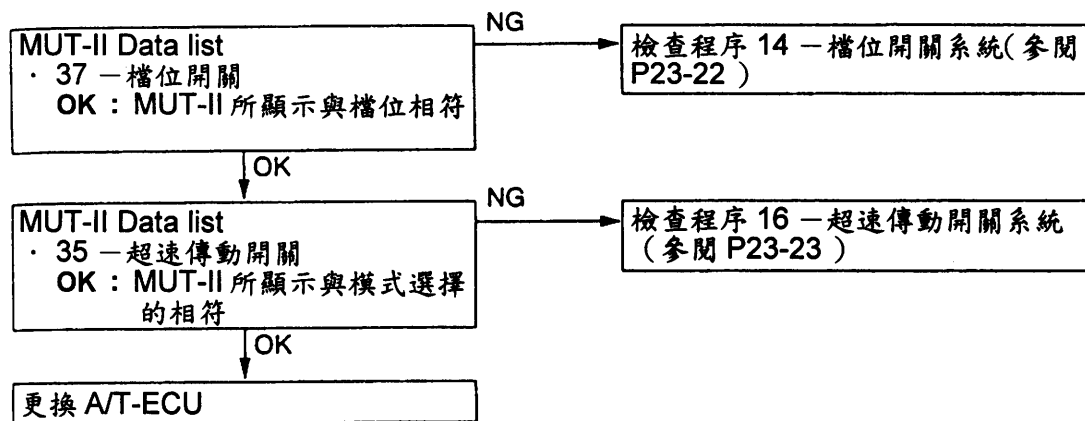 MUT-II Data list
· 37 －檔位開關
OK : MUT-II 所顯示與檔位相符
NG
檢查程序 14 －檔位開關系統( 參閱
P23-22 )
OK
MUT-II Data list
· 35 －超速傳動開關
OK : MUT-II 所顯示與模式選擇
的相符
NG
檢查程序 16 －超速傳動開關系統
( 參閱 P23-23 )
OK
更換 A/T-ECU